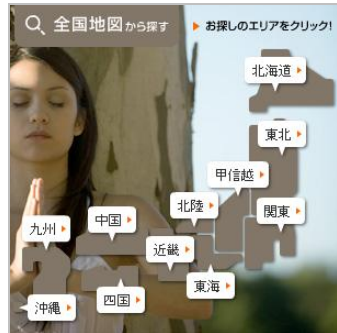 全国地図から探す
お探しのエリアをクリック!
北海道
東北
甲信越
北陸
関東
中国
九州
近畿
東海
四国
沖縄